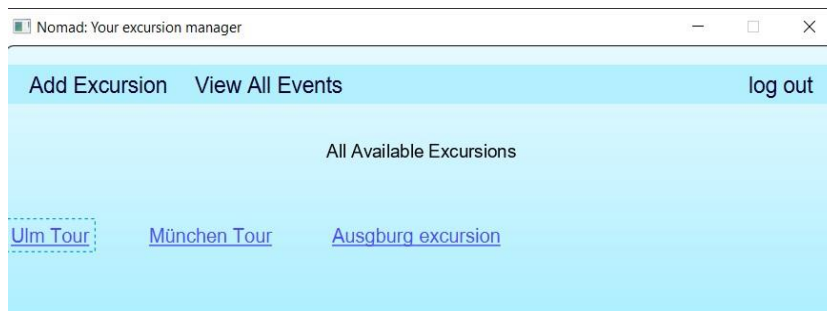 Nomad: Your excursion manager
Add Excursion View All Events log out
All Available Excursions
Ulm Tour München Tour Ausgburg excursion